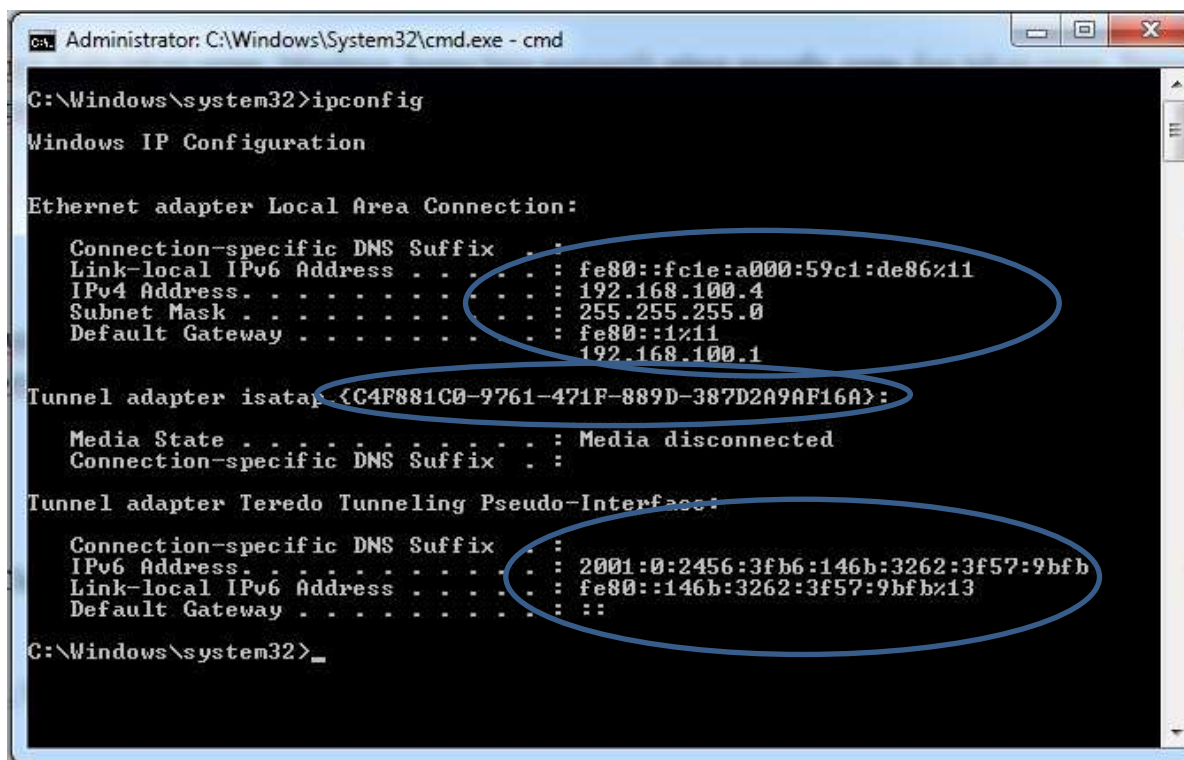 Administrator: C:\Windows\System32\cmd.exe - cmd
C:\Windows\system32>ipconfig
Windows IP Configuration
Ethernet adapter Local Area Connection:
Connection-specific DNS Suffix . :
Link-local IPv6 Address . . . . . : fe80::fc1e:a000:59c1:de86%11
IPv4 Address. . . . . . . . . . . : 192.168.100.4
Subnet Mask . . . . . . . . . . . : 255.255.255.0
Default Gateway . . . . . . . . . : fe80::1%11
192.168.100.1
Tunnel adapter isatap.{C4F881C0-9761-471F-889D-387D2A9AF16A}:
Media State . . . . . . . . . . . : Media disconnected
Connection-specific DNS Suffix . :
Tunnel adapter Teredo Tunneling Pseudo-Interface:
Connection-specific DNS Suffix . :
IPv6 Address. . . . . . . . . . . : 2001:0:2456:3fb6:146b:3262:3f57:9bfb
Link-local IPv6 Address . . . . . : fe80::146b:3262:3f57:9bfb%13
Default Gateway . . . . . . . . . : ::
C:\Windows\system32>_